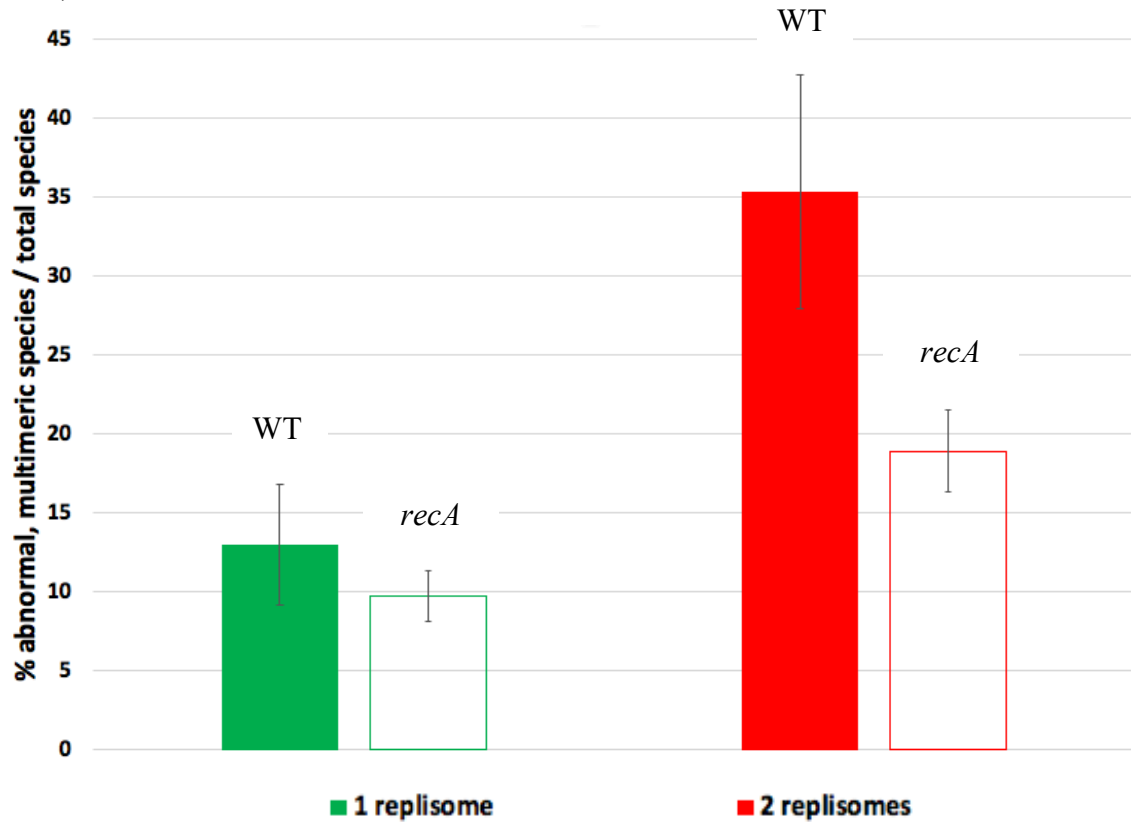 WT
45
40
35
30
25
20
15
10
5
0
% abnormal, multimeric species / total species
recA
WT
recA
1 replisome
2 replisomes